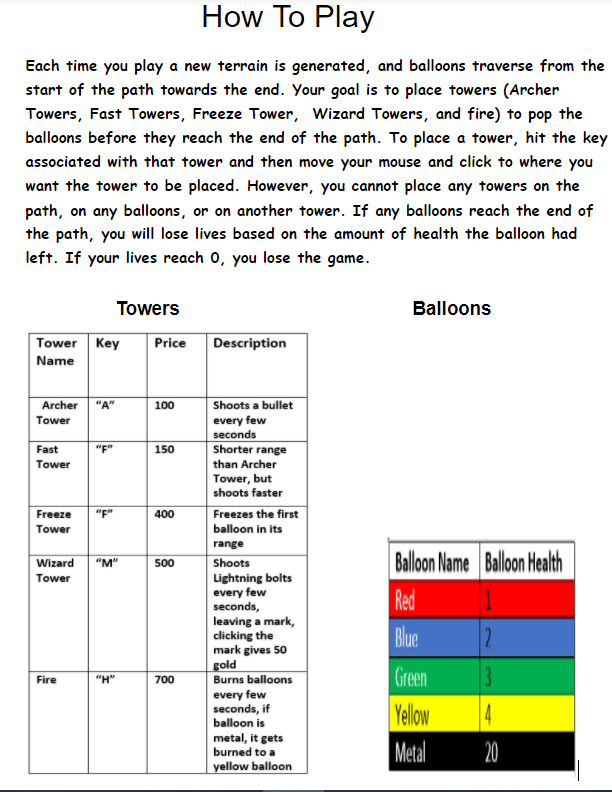 How To Play
Each time you play a new terrain is generated, and balloons traverse from the
start of the path towards the end. Your goal is to place towers (Archer
Towers, Fast Towers, Freeze Tower, Wizard Towers, and fire) to pop the
balloons before they reach the end of the path. To place a tower, hit the key
associated with that tower and then move your mouse and click to where you
want the tower to be placed. However, you cannot place any towers on the
path, on any balloons, or on another tower. If any balloons reach the end of
the path, you will lose lives based on the amount of health the balloon had
left. If your lives reach 0, you lose the game.
Towers
Tower Key Price Description
Name
Archer "A" 100 Shoots a bullet
Tower every few
seconds
Fast "F" 150 Shorter range
Tower than Archer
Tower, but
shoots faster
Freeze "F" 400 Freezes the first
Tower balloon in its
range
Wizard "M" 500 Shoots
Tower Lightning bolts
every few
seconds,
leaving a mark,
clicking the
mark gives 50
gold
Fire "H" 700 Burns balloons
every few
seconds, if
balloon is
metal, it gets
burned to a
yellow balloon
Balloons
Balloon Name Balloon Health
Red 1
Blue 2
Green 3
Yellow 4
Metal 20